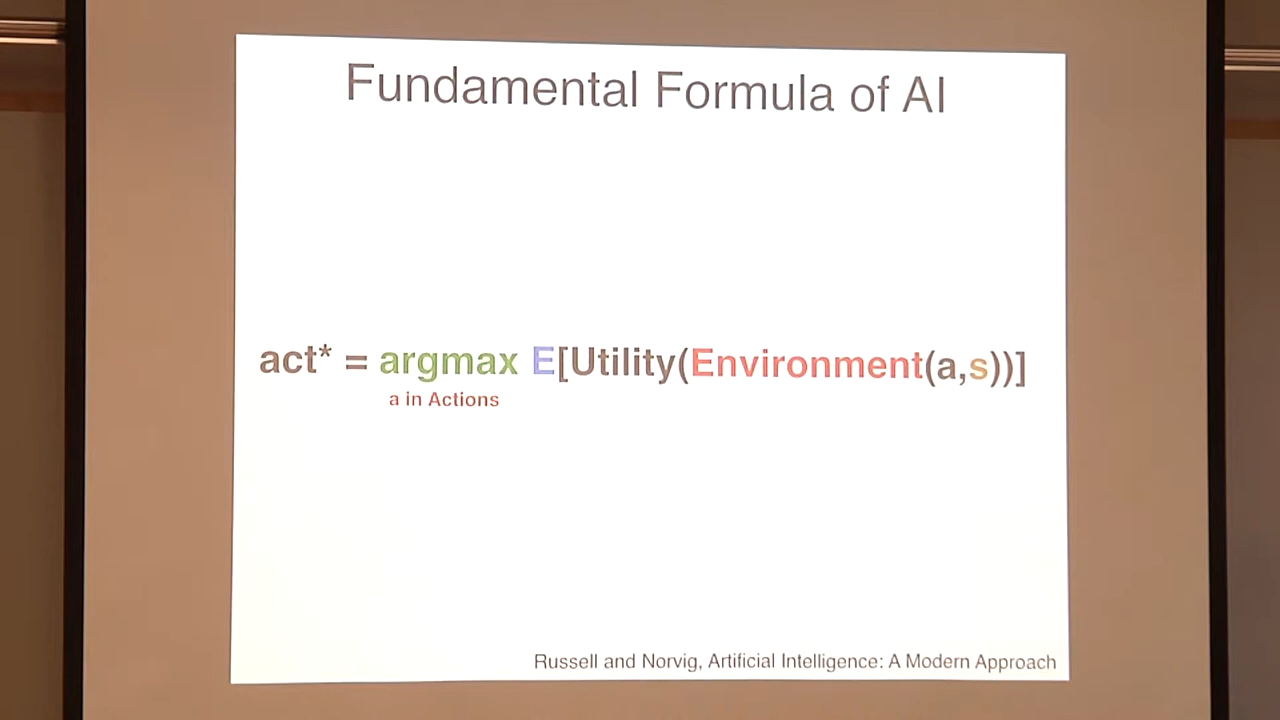 Fundamental Formula of AI
act* = argmax E[Utility(Environment(a,s))]
a in Actions
Russell and Norvig, Artificial Intelligence: A Modern Approach